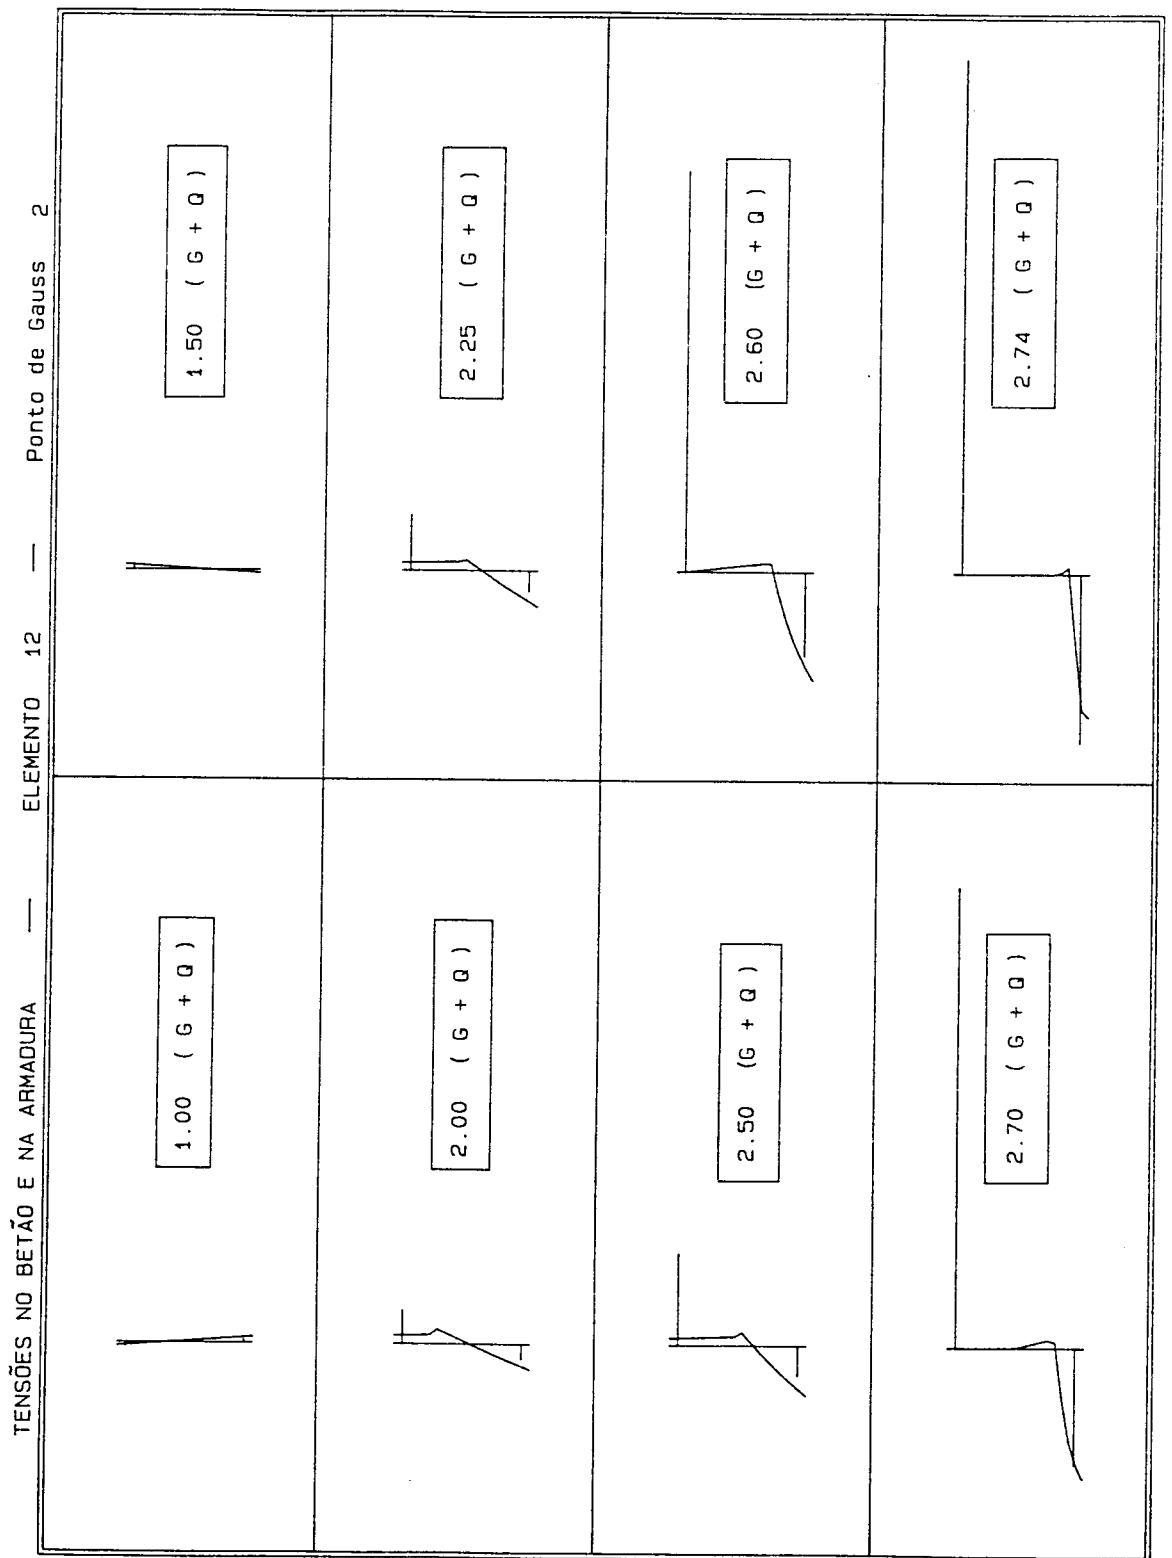 TENSÕES NO BETÃO E NA ARMADURA — ELEMENTO 12 — Ponto de Gauss 2
1.00 ( G + Q )
1.50 ( G + Q )
2.00 ( G + Q )
2.25 ( G + Q )
2.50 (G + Q)
2.60 (G + Q)
2.70 ( G + Q )
2.74 ( G + Q )